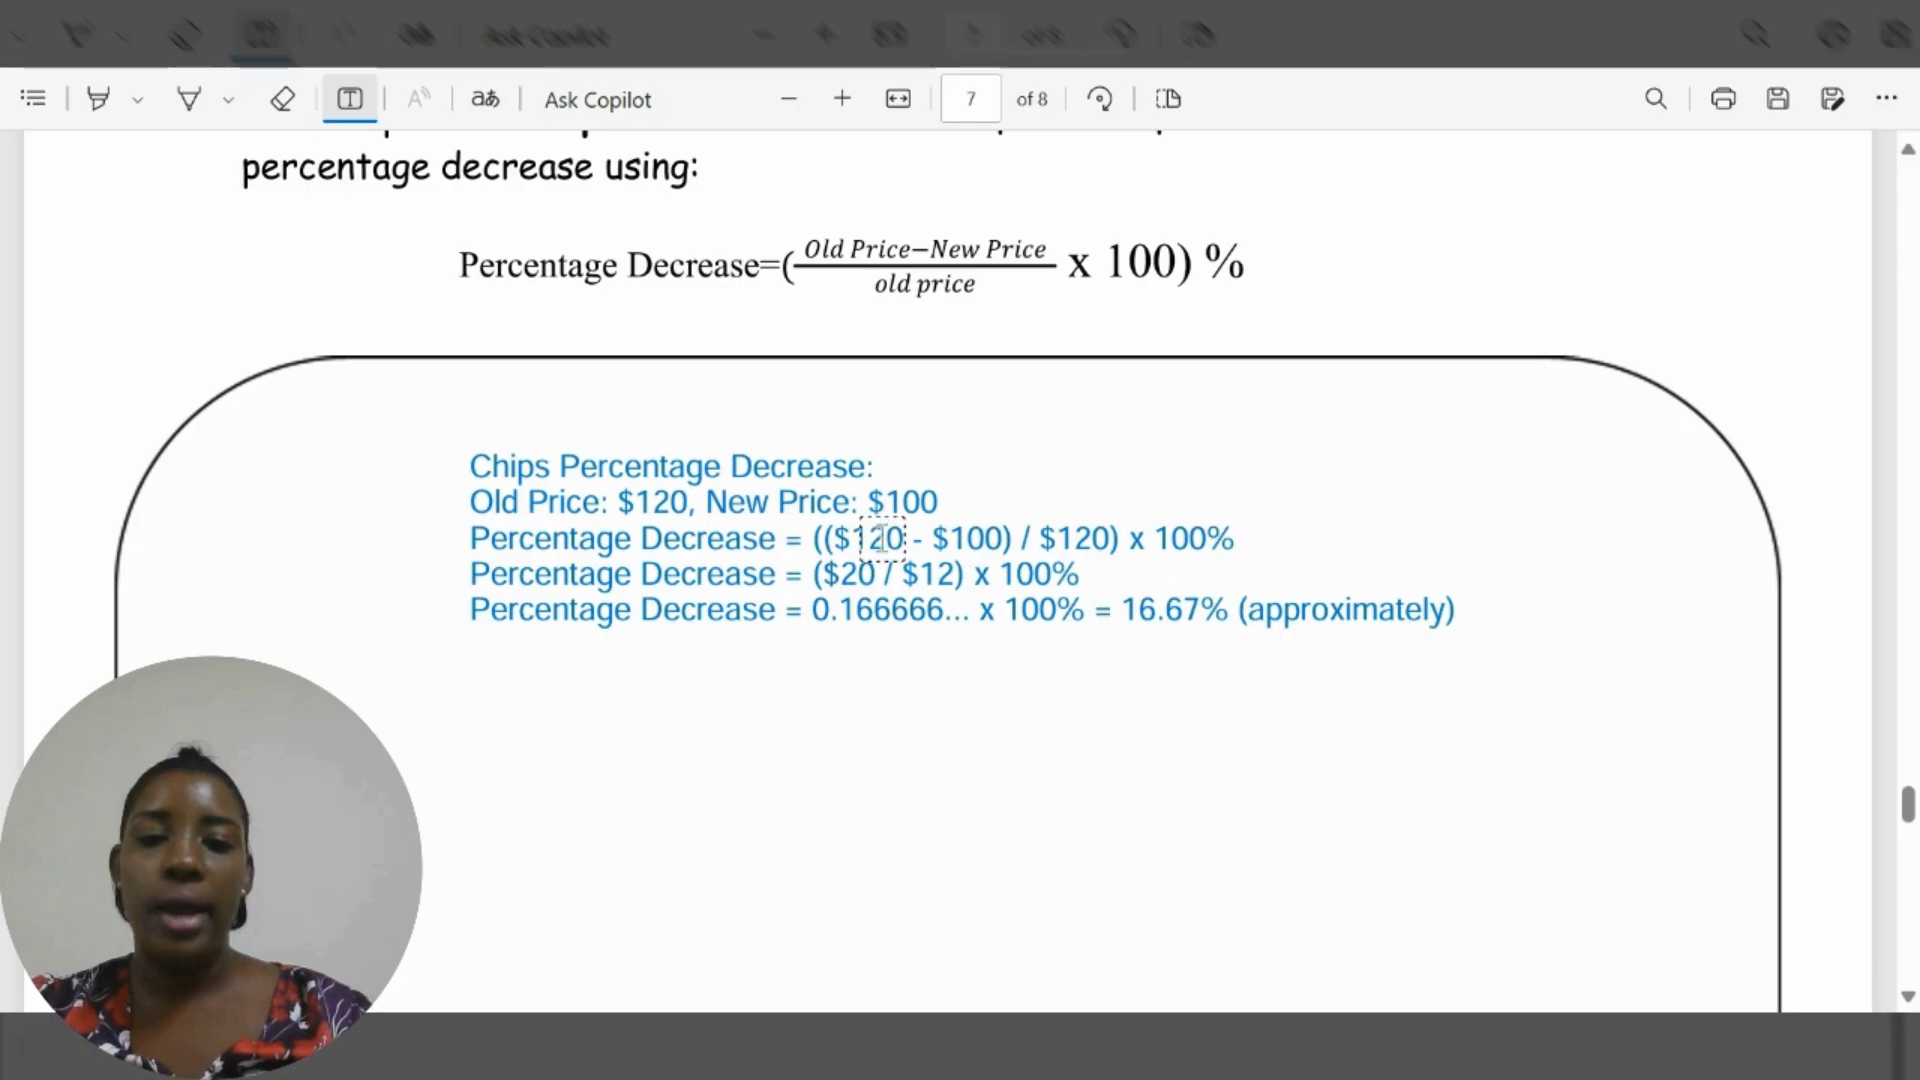 Ask Copilot
7 of 8
percentage decrease using:
Percentage Decrease=(Old Price−New Price / old price x 100) %
Chips Percentage Decrease:
Old Price: $120, New Price: $100
Percentage Decrease = (($120 - $100) / $120) x 100%
Percentage Decrease = ($20 / $12) x 100%
Percentage Decrease = 0.166666... x 100% = 16.67% (approximately)